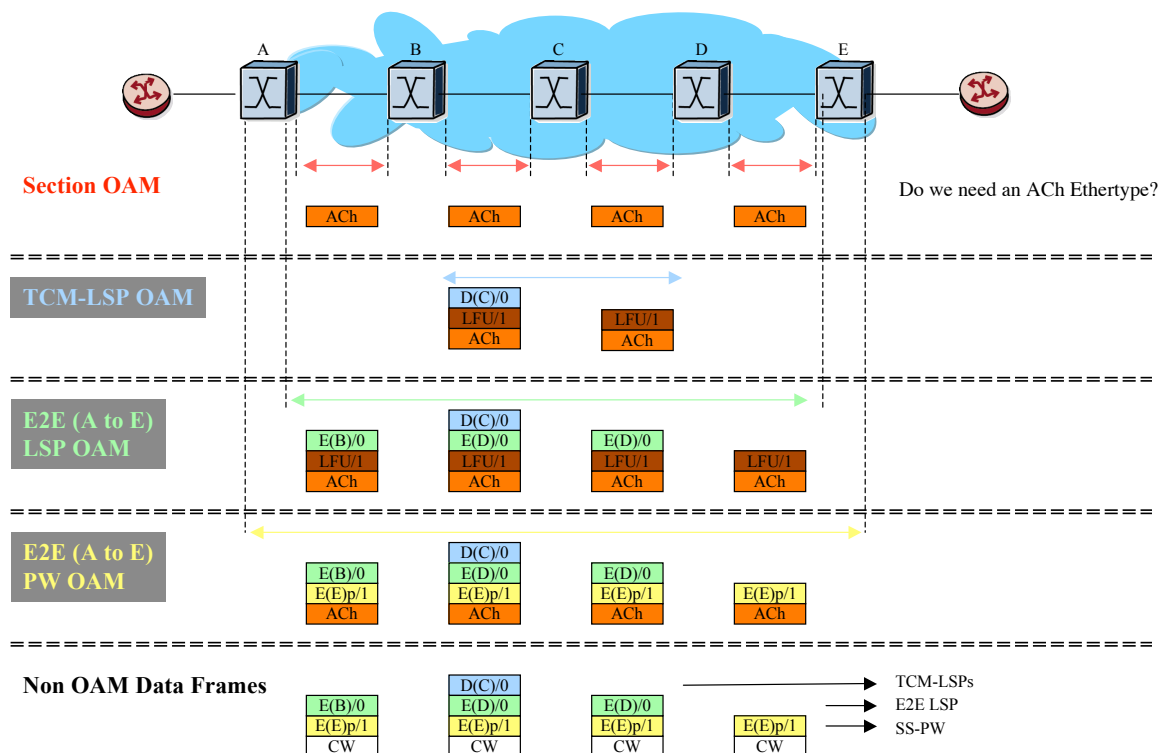 A B C D E
Section OAM
Do we need an ACh Ethertype?
ACh ACh ACh ACh
TCM-LSP OAM
D(C)/0
LFU/1 LFU/1
ACh ACh
E2E (A to E)
LSP OAM
D(C)/0
E(B)/0 E(D)/0 E(D)/0
LFU/1 LFU/1 LFU/1 LFU/1
ACh ACh ACh ACh
E2E (A to E)
PW OAM
D(C)/0
E(B)/0 E(D)/0 E(D)/0
E(E)p/1 E(E)p/1 E(E)p/1 E(E)p/1
ACh ACh ACh ACh
Non OAM Data Frames
D(C)/0
E(B)/0 E(D)/0 E(D)/0
E(E)p/1 E(E)p/1 E(E)p/1 E(E)p/1
CW CW CW CW
TCM-LSPs
E2E LSP
SS-PW